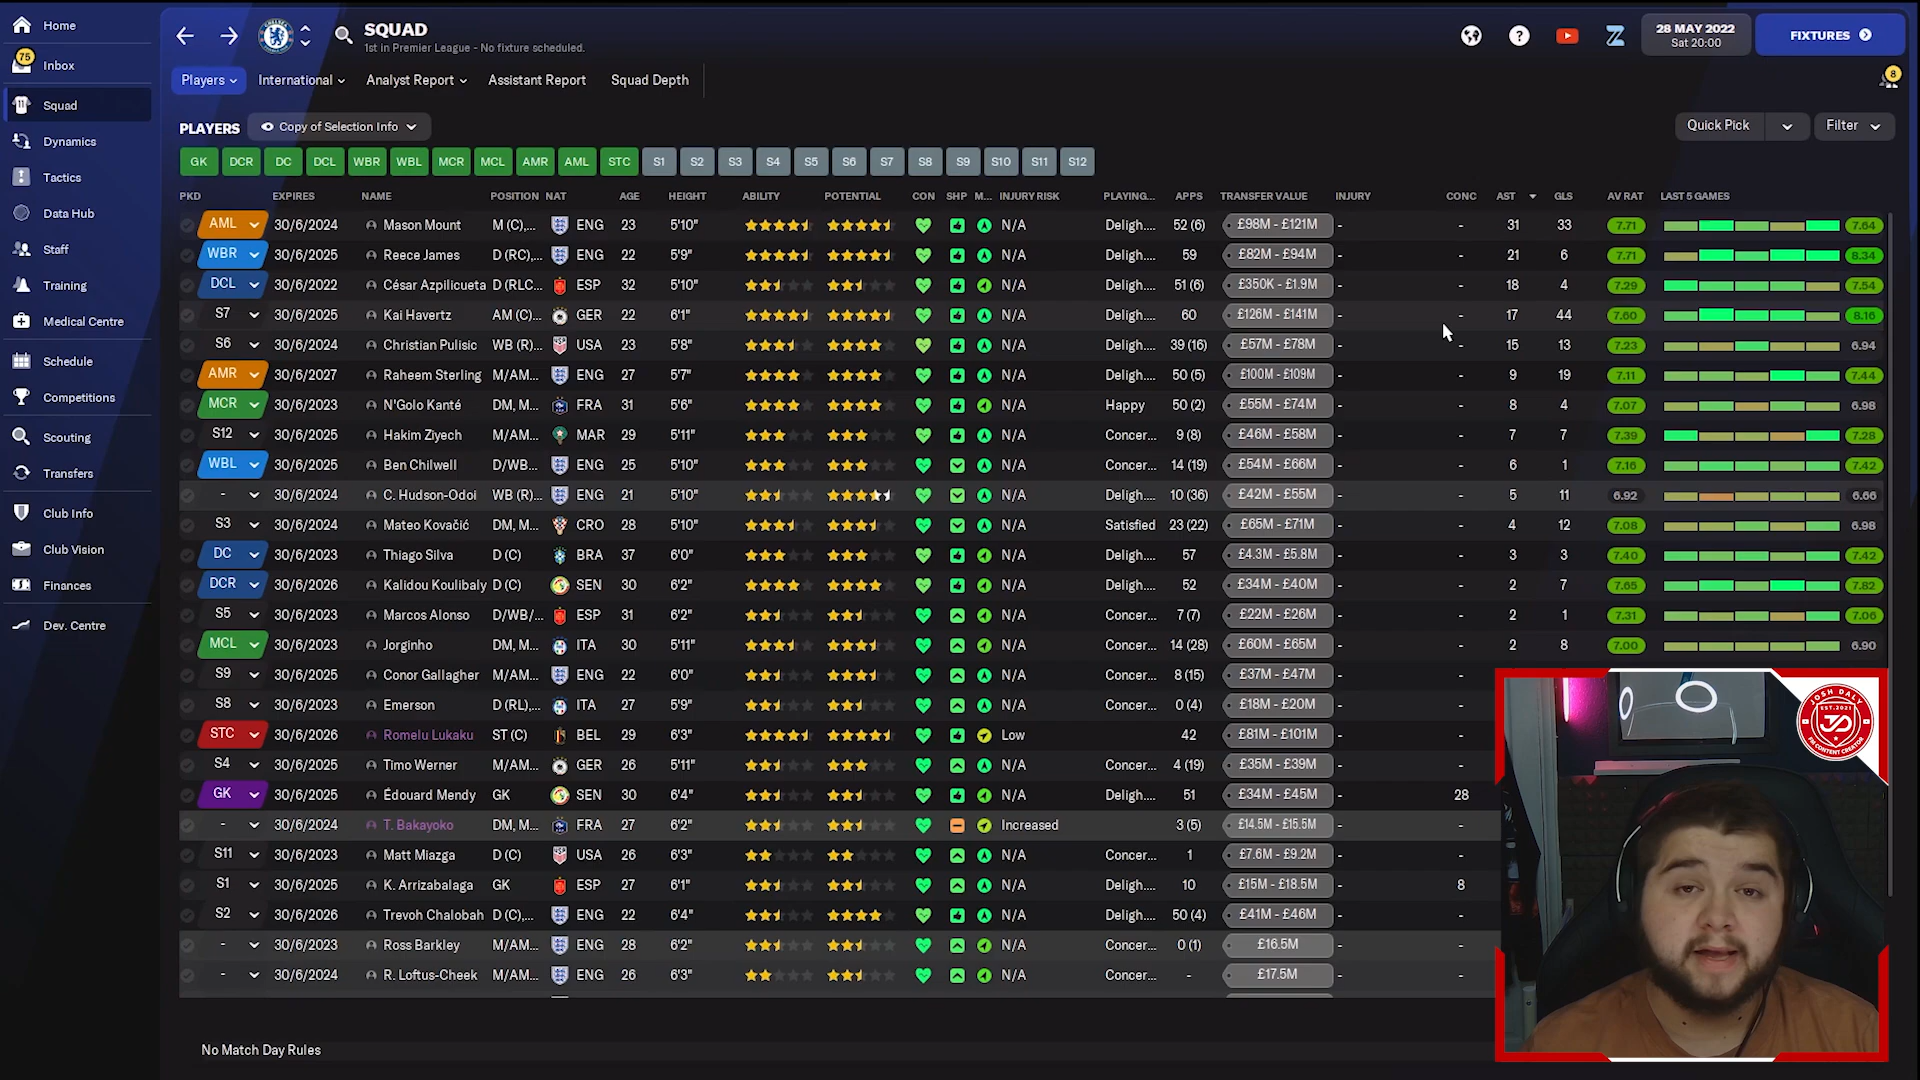 Home
SQUAD
1st in Premier League - No fixture scheduled.
28 MAY 2022
Sat 20:00
FIXTURES
75
Inbox
Players International Analyst Report Assistant Report Squad Depth
8
Squad
Dynamics
Tactics
Data Hub
Staff
Training
Medical Centre
Schedule
Competitions
Scouting
Transfers
Club Info
Club Vision
Finances
Dev. Centre
PLAYERS Copy of Selection Info Quick Pick Filter
GK DCR DC DCL WBR WBL MCR MCL AMR AML STC S1 S2 S3 S4 S5 S6 S7 S8 S9 S10 S11 S12
PKD EXPIRES NAME POSITION NAT AGE HEIGHT ABILITY POTENTIAL CON SHP M... INJURY RISK PLAYING... APPS TRANSFER VALUE INJURY CONC AST GLS AV RAT LAST 5 GAMES
AML 30/6/2024 Mason Mount M (C),... ENG 23 5'10" N/A Deligh.... 52 (6) £98M - £121M - - 31 33 7.71 7.64
WBR 30/6/2025 Reece James D (RC),... ENG 22 5'9" N/A Deligh.... 59 £82M - £94M - - 21 6 7.71 8.34
DCL 30/6/2022 César Azpilicueta D (RLC... ESP 32 5'10" N/A Deligh.... 51 (6) £350K - £1.9M - - 18 4 7.29 7.54
S7 30/6/2025 Kai Havertz AM (C)... GER 22 6'1" N/A Deligh.... 60 £126M - £141M - - 17 44 7.60 8.16
S6 30/6/2024 Christian Pulisic WB (R)... USA 23 5'8" N/A Deligh.... 39 (16) £57M - £78M - - 15 13 7.23 6.94
AMR 30/6/2027 Raheem Sterling M/AM... ENG 27 5'7" N/A Deligh.... 50 (5) £100M - £109M - - 9 19 7.11 7.44
MCR 30/6/2023 N'Golo Kanté DM, M... FRA 31 5'6" N/A Happy 50 (2) £55M - £74M - - 8 4 7.07 6.98
S12 30/6/2025 Hakim Ziyech M/AM... MAR 29 5'11" N/A Concer... 9 (8) £46M - £58M - - 7 7 7.39 7.28
WBL 30/6/2025 Ben Chilwell D/WB... ENG 25 5'10" N/A Concer... 14 (19) £54M - £66M - - 6 1 7.16 7.42
- 30/6/2024 C. Hudson-Odoi WB (R)... ENG 21 5'10" N/A Concer... 10 (36) £42M - £55M - - 5 11 6.92 6.66
S3 30/6/2024 Mateo Kovačić DM, M... CRO 28 5'10" N/A Satisfied 23 (22) £65M - £71M - - 4 12 7.08 6.98
DC 30/6/2023 Thiago Silva D (C) BRA 37 6'0" N/A Deligh.... 57 £4.3M - £5.8M - - 3 3 7.40 7.42
DCR 30/6/2026 Kalidou Koulibaly D (C) SEN 30 6'2" N/A Deligh.... 52 £34M - £40M - - 2 7 7.65 7.82
S5 30/6/2023 Marcos Alonso D/WB/... ESP 31 6'2" N/A Concer... 7 (7) £22M - £26M - - 2 1 7.31 7.06
MCL 30/6/2023 Jorginho DM, M... ITA 30 5'11" N/A Concer... 14 (28) £60M - £65M - - 2 8 7.00 6.90
S9 30/6/2025 Conor Gallagher M/AM... ENG 22 6'0" N/A Concer... 8 (15) £37M - £47M - -
S8 30/6/2023 Emerson D (RL),... ITA 27 5'9" N/A Concer... 0 (4) £18M - £20M - -
STC 30/6/2026 Romelu Lukaku ST (C) BEL 29 6'3" Low Concer... 42 £81M - £101M - -
S4 30/6/2025 Timo Werner M/AM... GER 26 5'11" N/A Concer... 4 (19) £35M - £39M - -
GK 30/6/2025 Édouard Mendy GK SEN 30 6'4" N/A Deligh.... 51 £34M - £45M - 28
- 30/6/2024 T. Bakayoko DM, M... FRA 27 6'2" Increased 3 (5) £14.5M - £15.5M - -
S11 30/6/2023 Matt Miazga D (C) USA 26 6'3" N/A Concer... 1 £7.6M - £9.2M - -
S1 30/6/2025 K. Arrizabalaga GK ESP 27 6'1" N/A Deligh.... 10 £15M - £18.5M - 8
S2 30/6/2026 Trevoh Chalobah D (C),... ENG 22 6'4" N/A Deligh.... 50 (4) £41M - £46M - -
- 30/6/2023 Ross Barkley M/AM... ENG 28 6'2" N/A Concer... 0 (1) £16.5M - -
- 30/6/2024 R. Loftus-Cheek M/AM... ENG 26 6'3" N/A Concer... - £17.5M - -
No Match Day Rules
JOSH DALY
EST. 2021
JD
FM CONTENT CREATOR